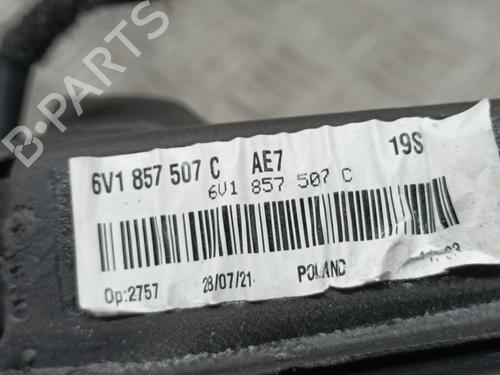 B-PARTS
6V1 857 507 C AE7 19S
6V1 857 507 C
Op:2757 28/07/21 POLAND